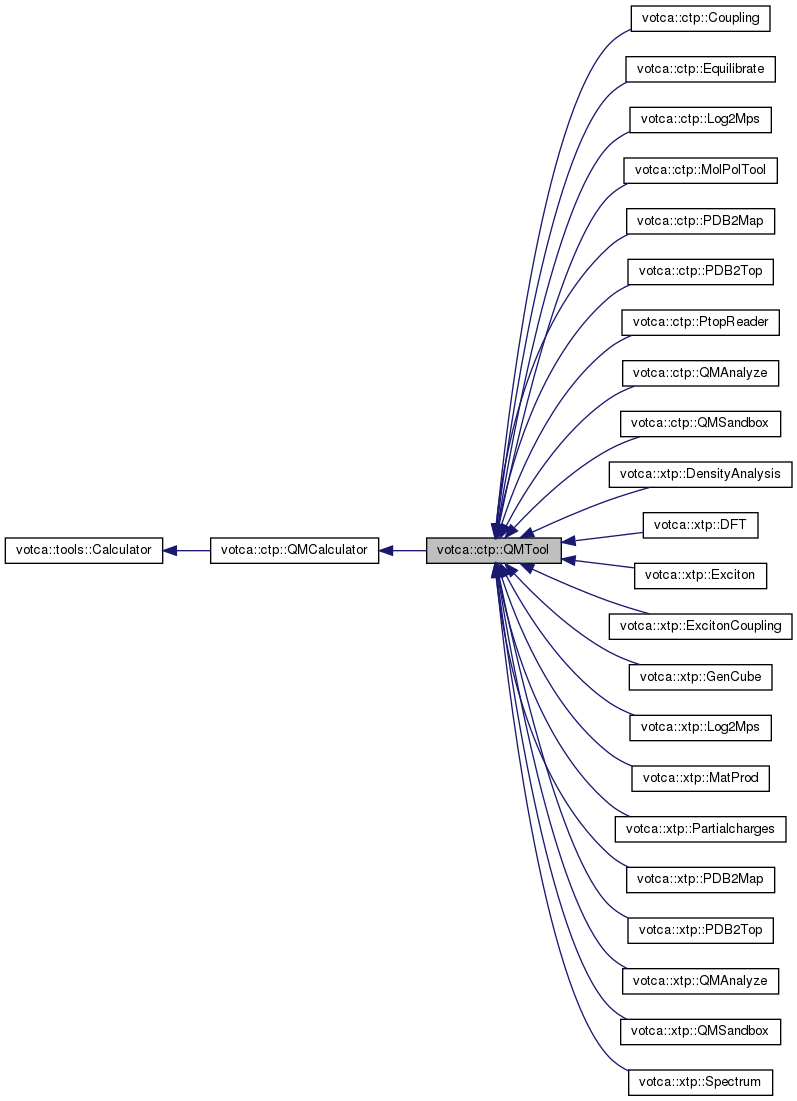 votca::ctp::Coupling
votca::ctp::Equilibrate
votca::ctp::Log2Mps
votca::ctp::MolPolTool
votca::ctp::PDB2Map
votca::ctp::PDB2Top
votca::ctp::PtopReader
votca::ctp::QMAnalyze
votca::ctp::QMSandbox
votca::xtp::DensityAnalysis
votca::xtp::DFT
votca::tools::Calculator
votca::ctp::QMCalculator
votca::ctp::QMTool
votca::xtp::Exciton
votca::xtp::ExcitonCoupling
votca::xtp::GenCube
votca::xtp::Log2Mps
votca::xtp::MatProd
votca::xtp::Partialcharges
votca::xtp::PDB2Map
votca::xtp::PDB2Top
votca::xtp::QMAnalyze
votca::xtp::QMSandbox
votca::xtp::Spectrum